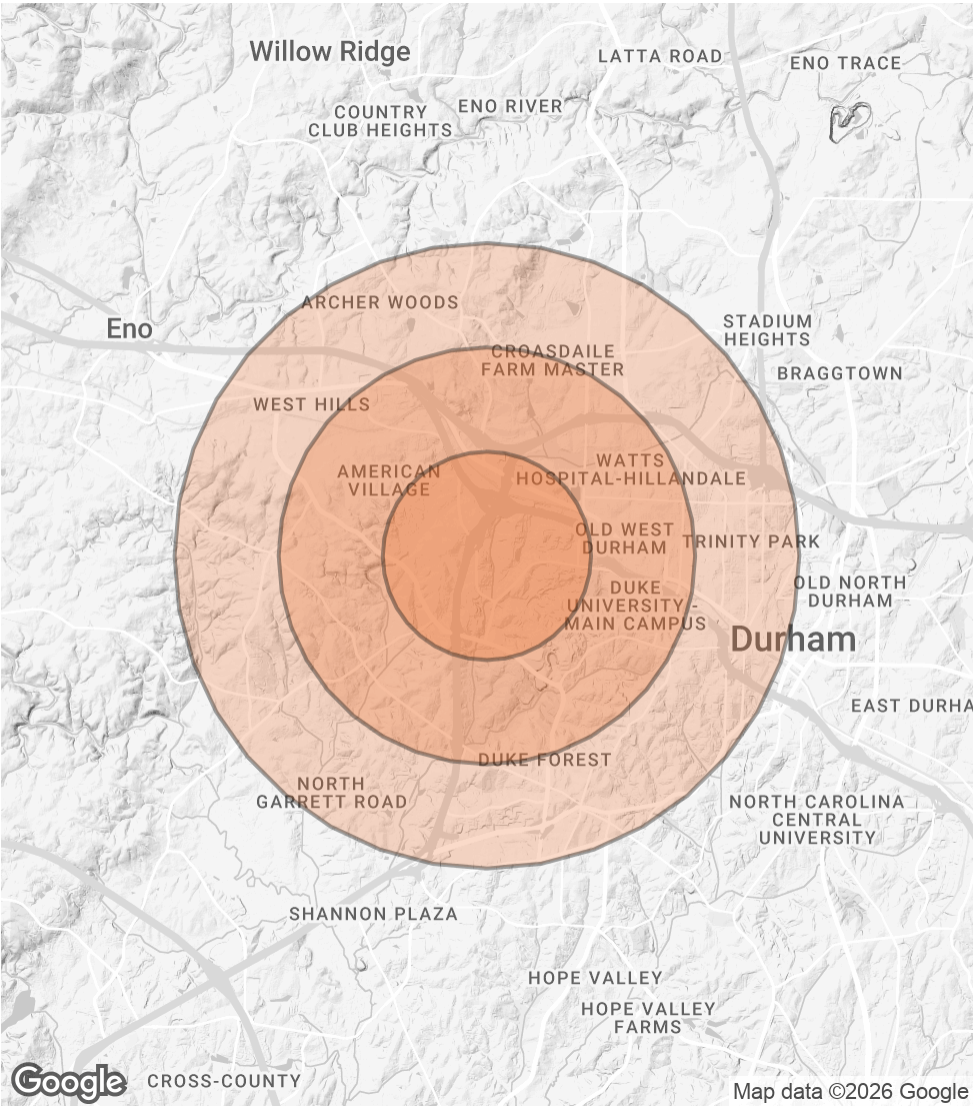 Willow Ridge
LATTA ROAD
ENO TRACE
COUNTRY
CLUB HEIGHTS
ENO RIVER
ARCHER WOODS
Eno
STADIUM
HEIGHTS
CROASDAILE
FARM MASTER
BRAGGTOWN
WEST HILLS
AMERICAN
VILLAGE
WATTS
HOSPITAL-HILLANDALE
OLD WEST
DURHAM
TRINITY PARK
DUKE
UNIVERSITY -
MAIN CAMPUS
OLD NORTH
DURHAM
Durham
EAST DURHA
DUKE FOREST
NORTH
GARRETT ROAD
NORTH CAROLINA
CENTRAL
UNIVERSITY
SHANNON PLAZA
HOPE VALLEY
HOPE VALLEY
FARMS
Google
CROSS-COUNTY
Map data ©2026 Google